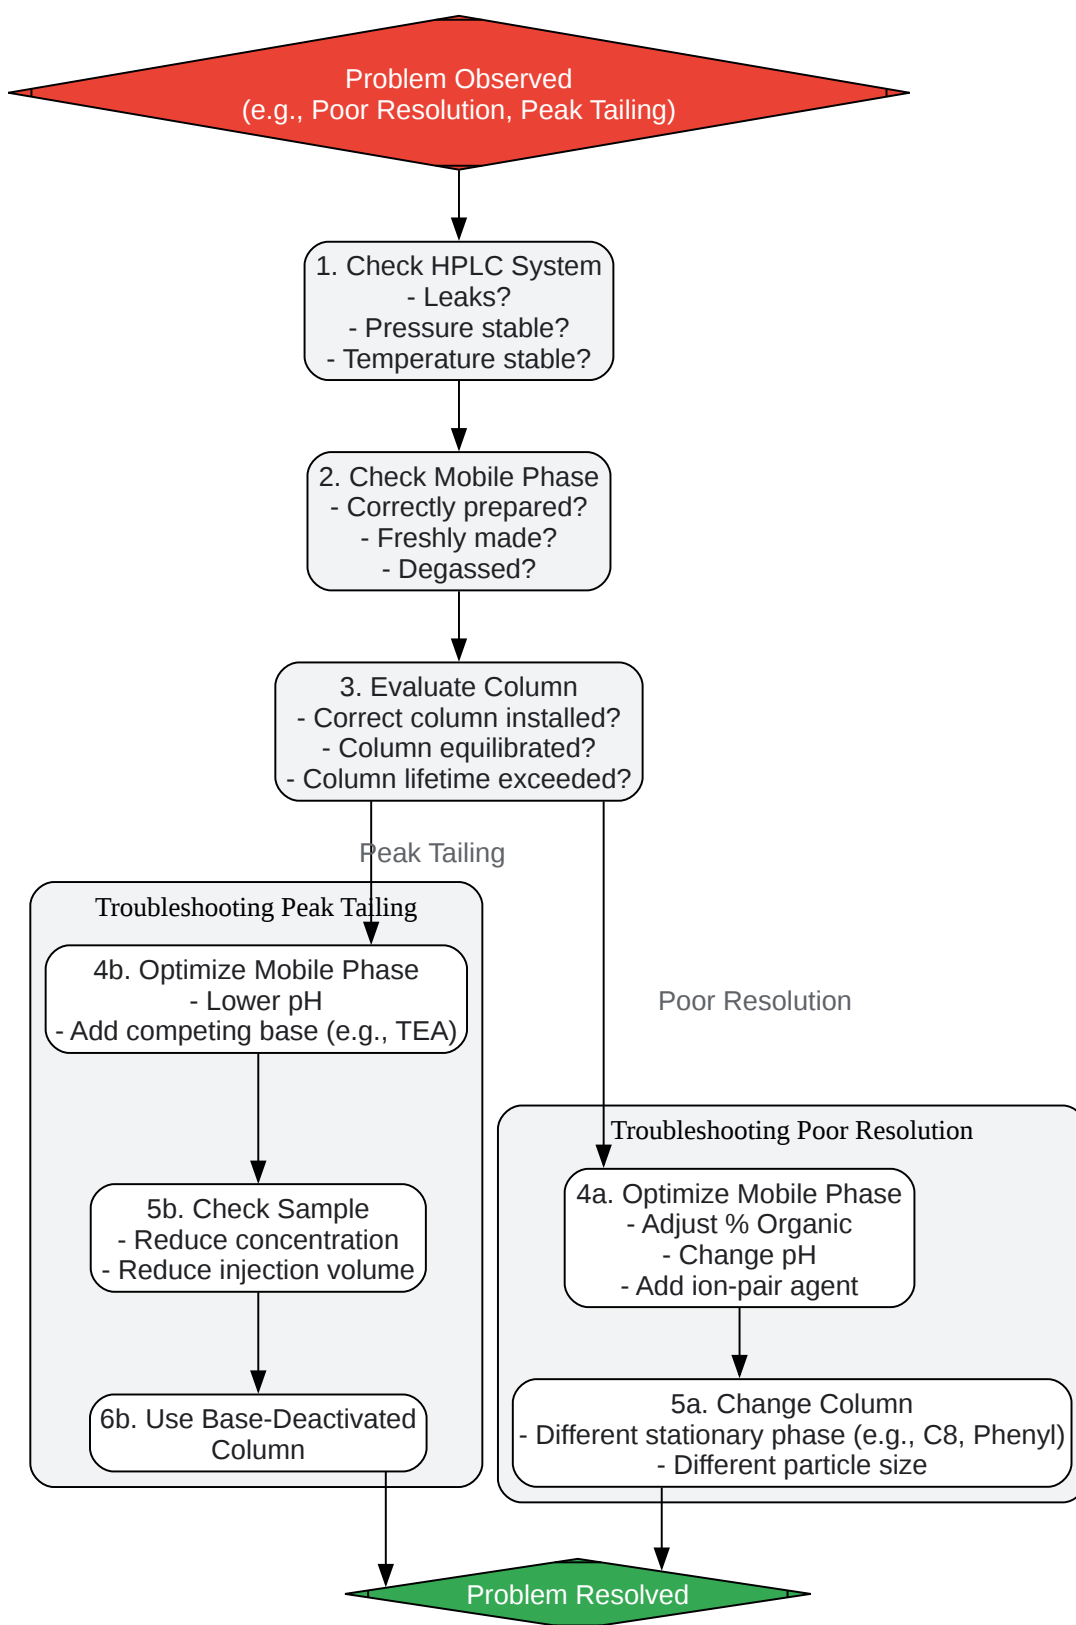 Problem Observed
(e.g., Poor Resolution, Peak Tailing)
1. Check HPLC System
- Leaks?
- Pressure stable?
- Temperature stable?
2. Check Mobile Phase
- Correctly prepared?
- Freshly made?
- Degassed?
3. Evaluate Column
- Correct column installed?
- Column equilibrated?
- Column lifetime exceeded?
Peak Tailing
Troubleshooting Peak Tailing
4b. Optimize Mobile Phase
- Lower pH
- Add competing base (e.g., TEA)
5b. Check Sample
- Reduce concentration
- Reduce injection volume
6b. Use Base-Deactivated
Column
Poor Resolution
Troubleshooting Poor Resolution
4a. Optimize Mobile Phase
- Adjust % Organic
- Change pH
- Add ion-pair agent
5a. Change Column
- Different stationary phase (e.g., C8, Phenyl)
- Different particle size
Problem Resolved